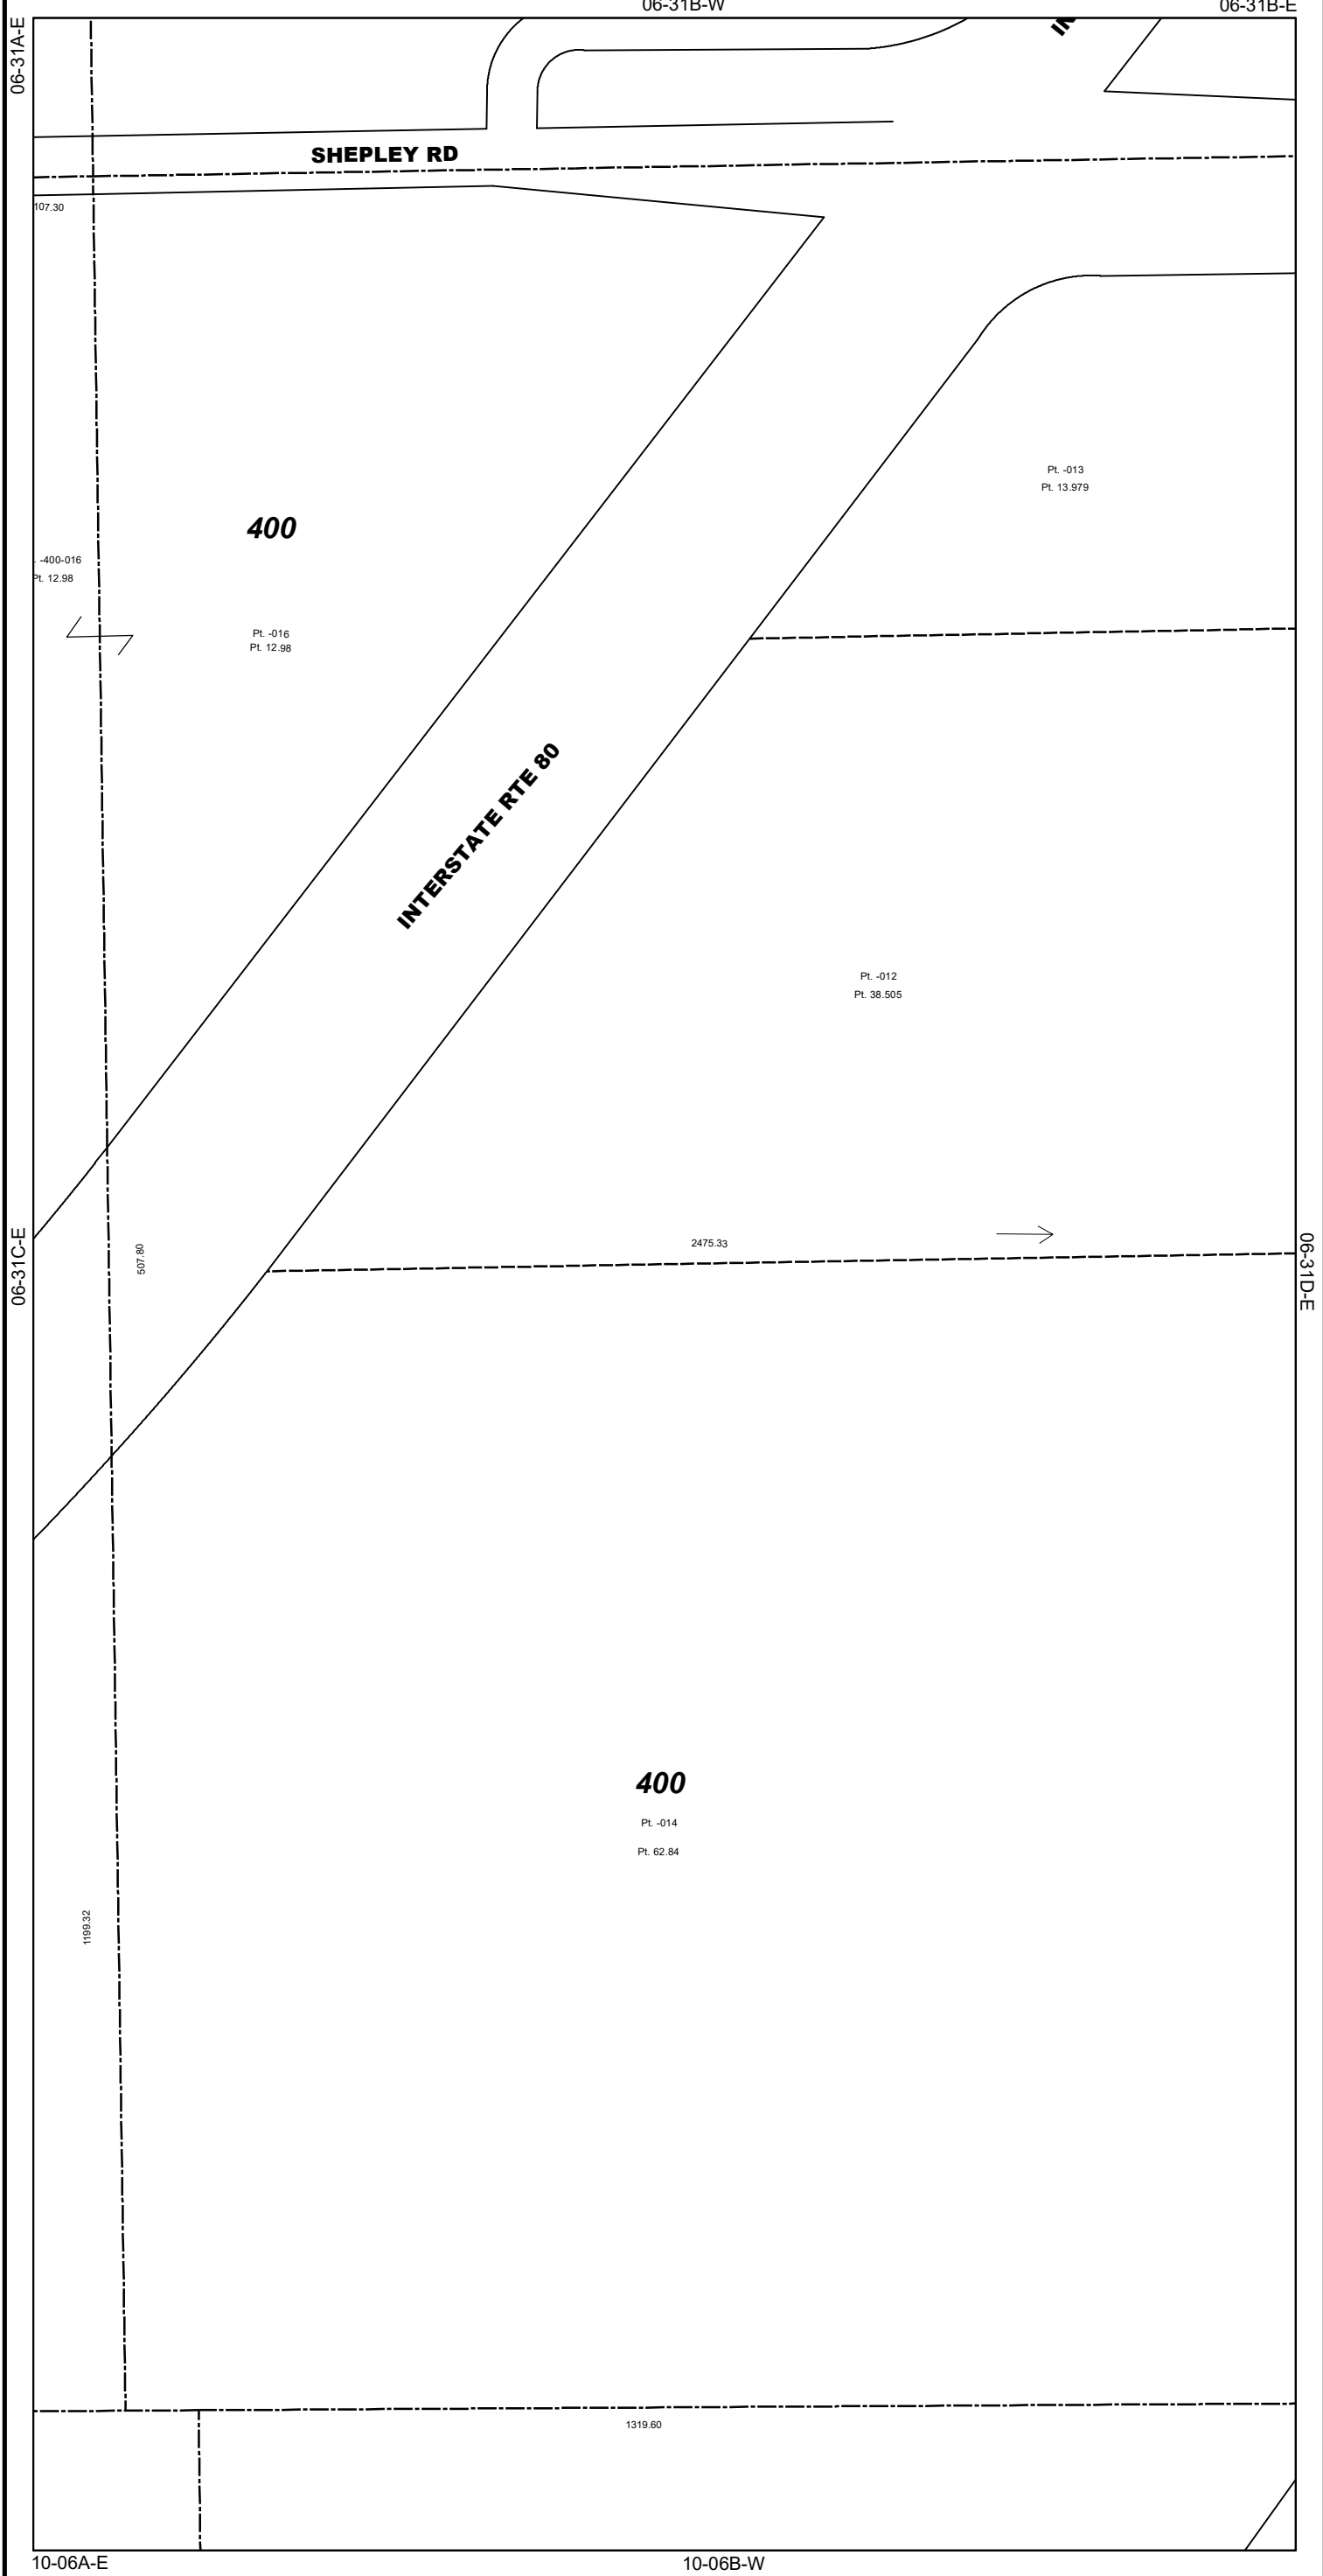 06-31B-W
06-31B-E
06-31A-E
IN
SHEPLEY RD
107.30
Pt. -013
Pt. 13.979
400
. -400-016
Pt. 12.98
Pt. -016
Pt. 12.98
INTERSTATE RTE 80
Pt. -012
Pt. 38.505
06-31C-E
507.80
2475.33
06-31D-E
400
Pt. -014
Pt. 62.84
1199.32
1319.60
10-06A-E
10-06B-W